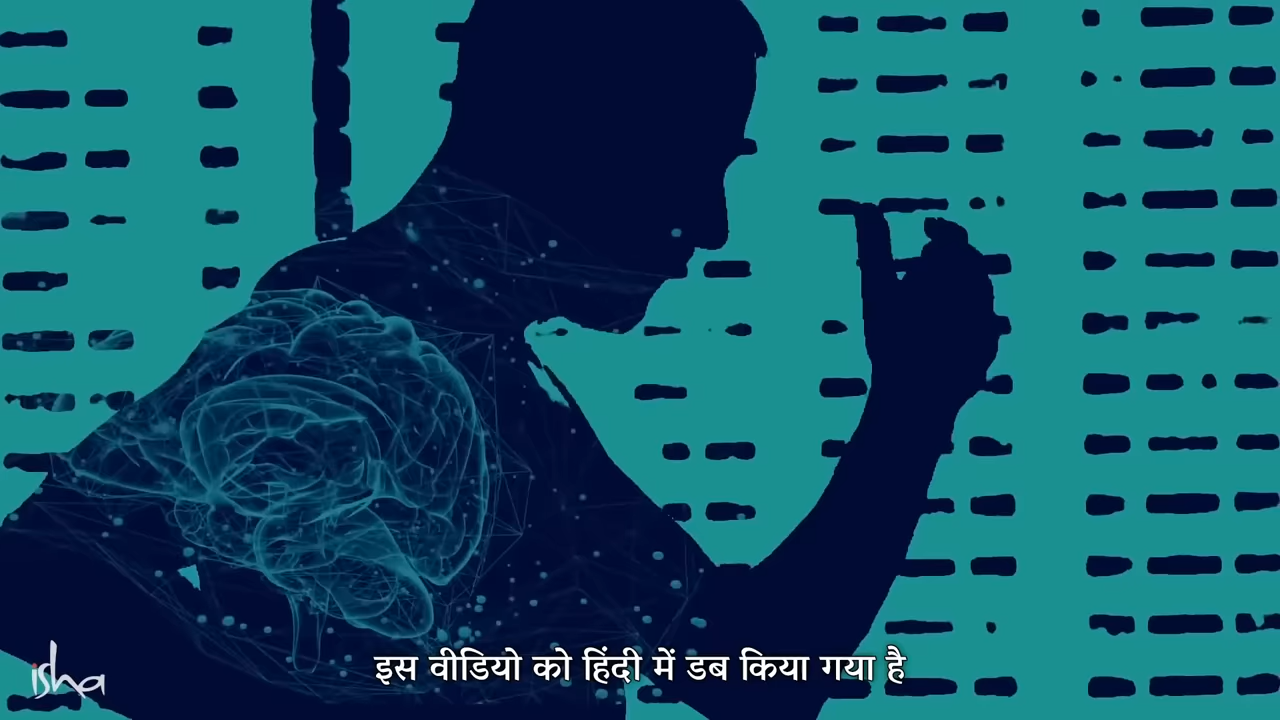 isha
इस वीडियो को हिंदी में डब किया गया है